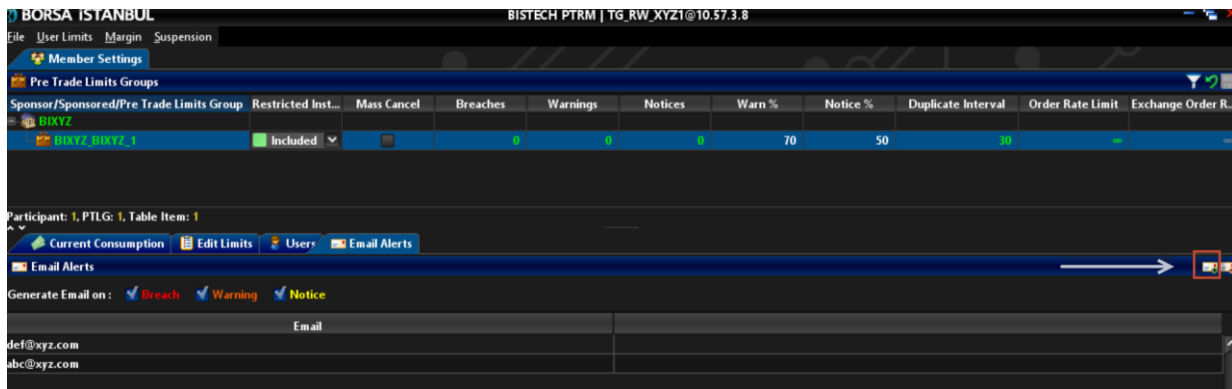 BORSA İSTANBUL BISTECH PTRM | TG_RW_XYZ1@10.57.3.8
File User Limits Margin Suspension
Member Settings
Pre Trade Limits Groups
Sponsor/Sponsored/Pre Trade Limits Group Restricted Inst... Mass Cancel Breaches Warnings Notices Warn % Notice % Duplicate Interval Order Rate Limit Exchange Order R..
BIXYZ
BIXYZ_BIXYZ_1 Included 0 0 0 70 50 30 ∞ ∞
Participant: 1, PTLG: 1, Table Item: 1
Current Consumption Edit Limits Users Email Alerts
Email Alerts
Generate Email on : Breach Warning Notice
Email
def@xyz.com
abc@xyz.com